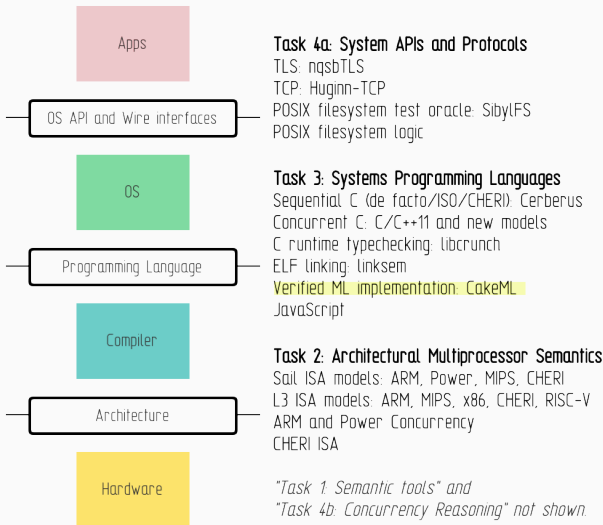 Apps
OS API and Wire interfaces
OS
Programming Language
Compiler
Architecture
Hardware
Task 4a: System APIs and Protocols
TLS: nqsbTLS
TCP: Huginn-TCP
POSIX filesystem test oracle: SibylFS
POSIX filesystem logic
Task 3: Systems Programming Languages
Sequential C (de facto/ISO/CHERI): Cerberus
Concurrent C: C/C++11 and new models
C runtime typechecking: libcrunch
ELF linking: linksem
Verified ML implementation: CakeML
JavaScript
Task 2: Architectural Multiprocessor Semantics
Sail ISA models: ARM, Power, MIPS, CHERI
L3 ISA models: ARM, MIPS, x86, CHERI, RISC-V
ARM and Power Concurrency
CHERI ISA
"Task 1: Semantic tools" and
"Task 4b: Concurrency Reasoning" not shown.